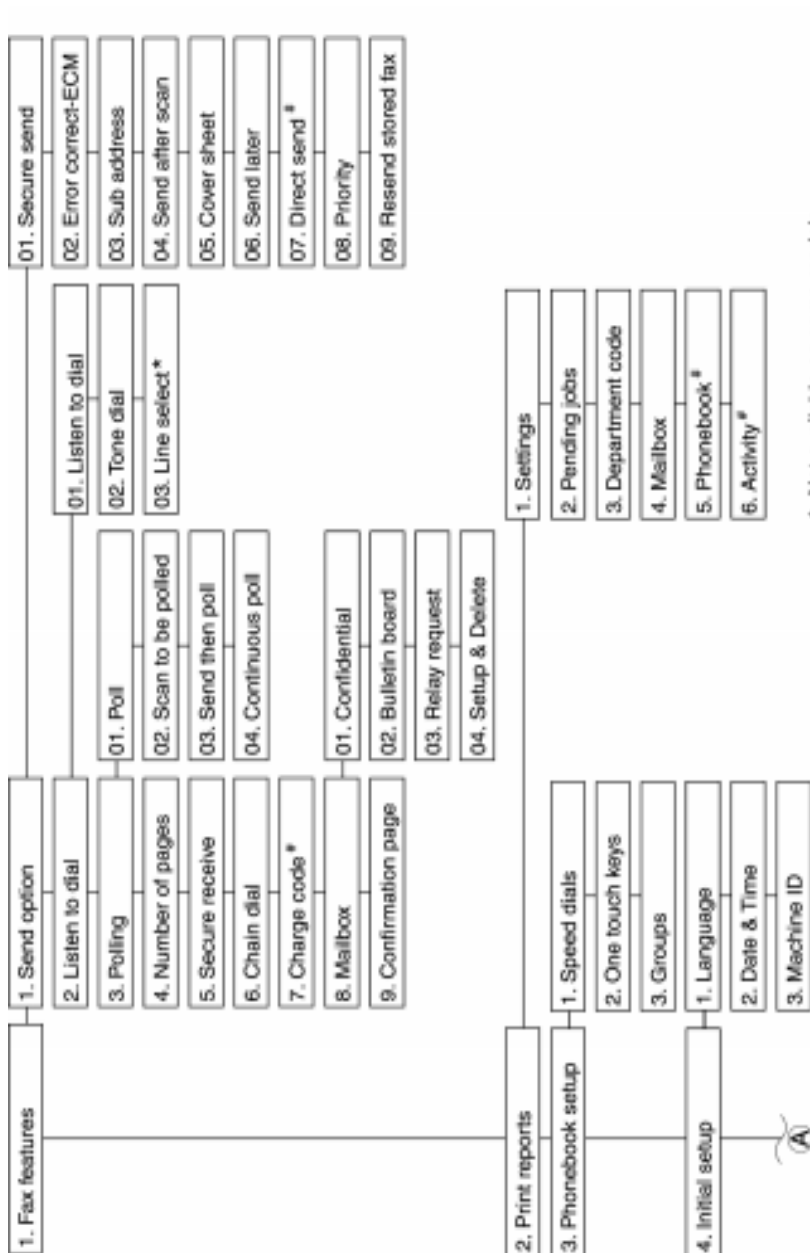 1. Fax features
1. Send option
01. Secure send
02. Error correct-ECM
03. Sub address
04. Send after scan
05. Cover sheet
06. Send later
07. Direct send #
08. Priority
09. Resend stored fax
2. Listen to dial
01. Listen to dial
02. Tone dial
03. Line select *
3. Polling
01. Poll
02. Scan to be polled
03. Send then poll
04. Continuous poll
4. Number of pages
5. Secure receive
6. Chain dial
7. Charge code #
8. Mailbox
01. Confidential
02. Bulletin board
03. Relay request
04. Setup & Delete
9. Confirmation page
2. Print reports
1. Settings
2. Pending jobs
3. Department code
4. Mailbox
5. Phonebook #
6. Activity #
3. Phonebook setup
1. Speed dials
2. One touch keys
3. Groups
4. Initial setup
1. Language
2. Date & Time
3. Machine ID
A